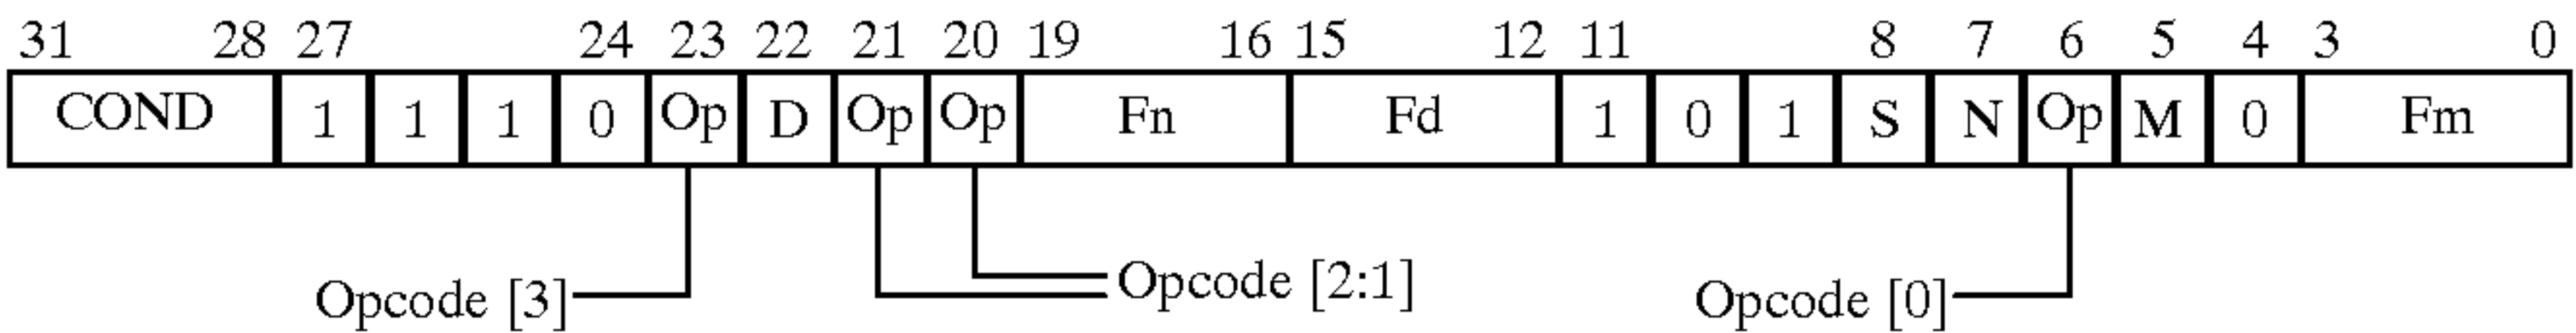 31 28 27 24 23 22 21 20 19 16 15 12 11 8 7 6 5 4 3 0
COND 1 1 1 0 Op D Op Op Fn Fd 1 0 1 S N Op M 0 Fm
Opcode [3] Opcode [2:1] Opcode [0]